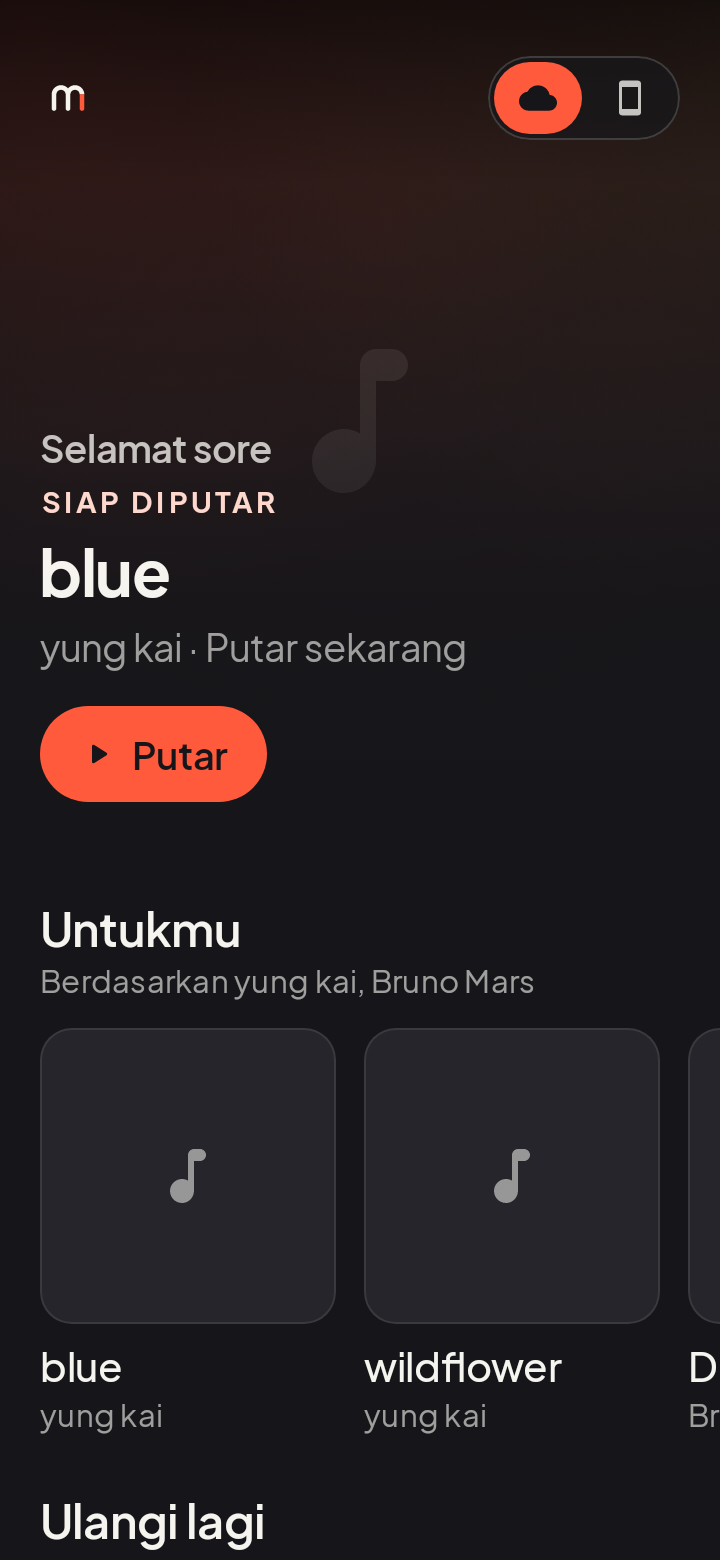 m
Selamat sore
SIAP DIPUTAR
blue
yung kai · Putar sekarang
Putar
Untukmu
Berdasarkan yung kai, Bruno Mars
blue
yung kai
wildflower
yung kai
D
Br
Ulangi lagi